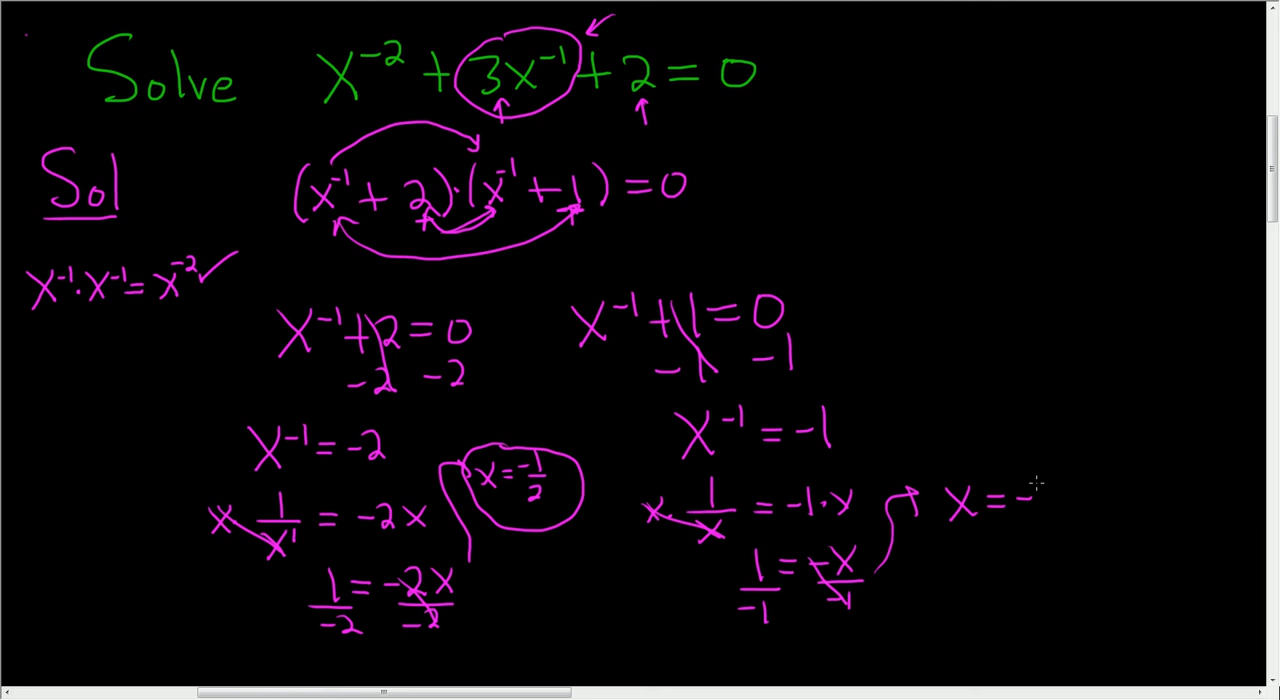 Solve x⁻² + 3x⁻¹ + 2 = 0
Sol (x⁻¹ + 2)·(x⁻¹ + 1) = 0
x⁻¹·x⁻¹ = x⁻² ✓
x⁻¹ + 2 = 0
-2 -2
x⁻¹ = -2
x · 1/x = -2x
1/-2 = -2x/-2
x = -1/2
x⁻¹ + 1 = 0
-1 -1
x⁻¹ = -1
x · 1/x = -1·x
1/-1 = -x/-1
x = -